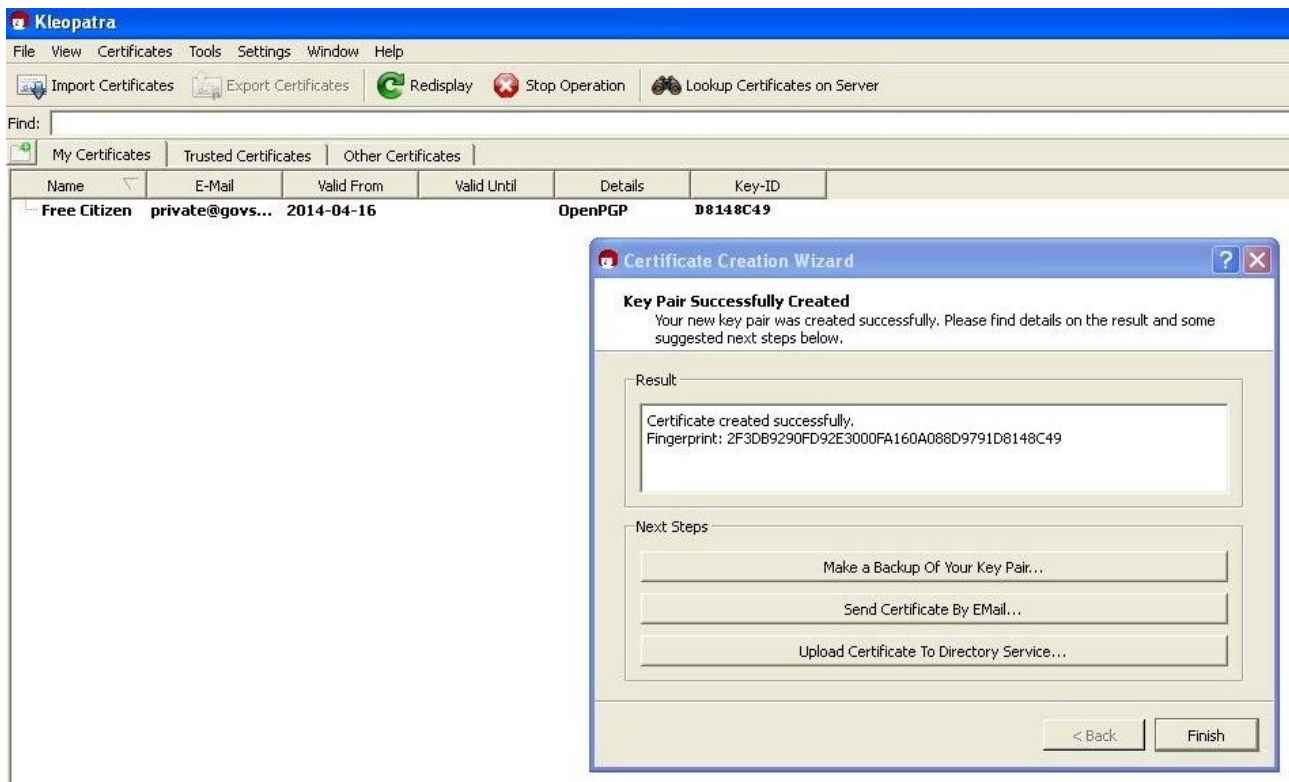 Kleopatra
File View Certificates Tools Settings Window Help
Import Certificates Export Certificates Redisplay Stop Operation Lookup Certificates on Server
Find:
My Certificates Trusted Certificates Other Certificates
Name E-Mail Valid From Valid Until Details Key-ID
Free Citizen private@govs... 2014-04-16 OpenPGP D8148C49
Certificate Creation Wizard
Key Pair Successfully Created
Your new key pair was created successfully. Please find details on the result and some
suggested next steps below.
Result
Certificate created successfully.
Fingerprint: 2F3DB9290FD92E3000FA160A088D9791D8148C49
Next Steps
Make a Backup Of Your Key Pair...
Send Certificate By EMail...
Upload Certificate To Directory Service...
< Back Finish